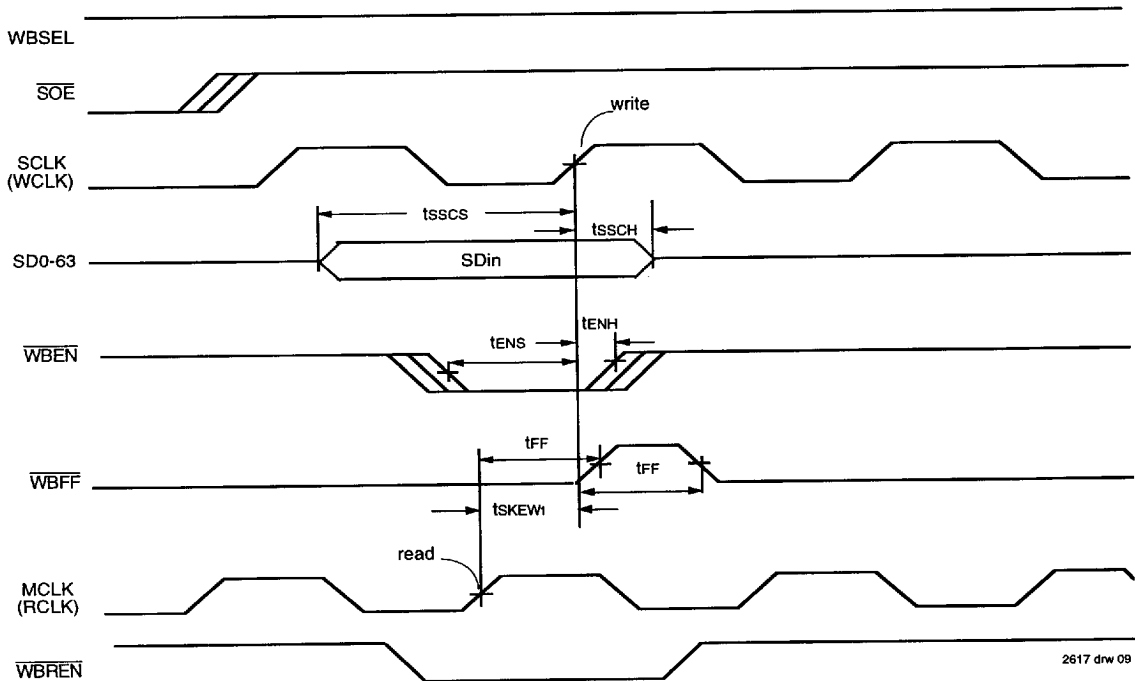 WBSEL
SOE
write
SCLK
(WCLK)
tSSCS
tSSCH
SD0-63
SDin
tENH
WBEN
tENS
tFF
WBFF
tFF
tSKEW1
read
MCLK
(RCLK)
WBREN
2617 drw 09